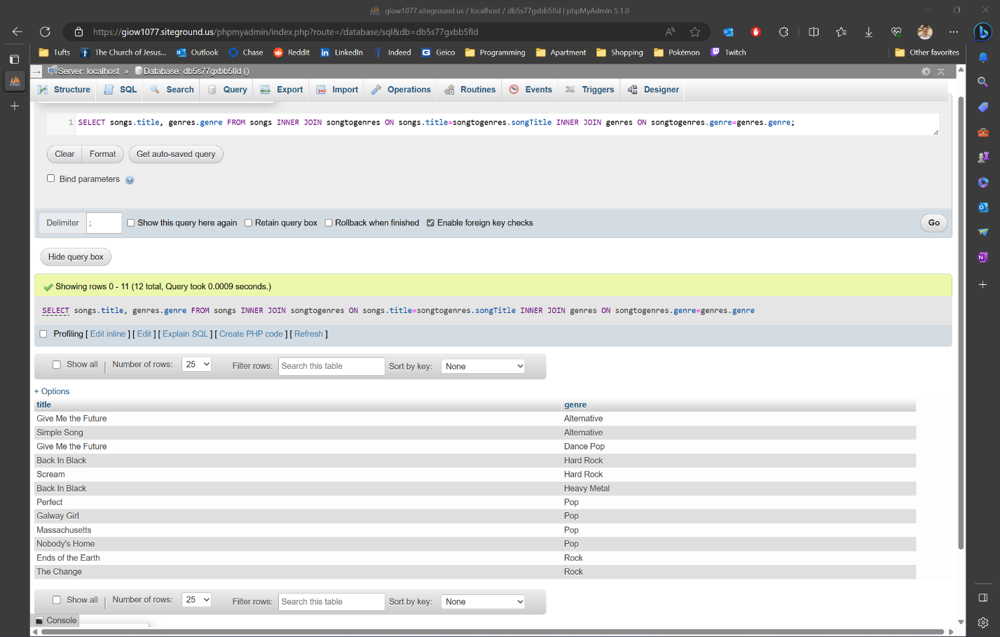 giow1077.siteground.us / localhost / db5s77gxbb5fld | phpMyAdmin 5.1.0
https://giow1077.siteground.us/phpmyadmin/index.php?route=/database/sql&db=db5s77gxbb5fld
Tufts The Church of Jesus... Outlook Chase Reddit LinkedIn Indeed Geico Programming Apartment Shopping Pokémon Twitch Other favorites
Server: localhost » Database: db5s77gxbb5fld ()
Structure SQL Search Query Export Import Operations Routines Events Triggers Designer
1 SELECT songs.title, genres.genre FROM songs INNER JOIN songtogenres ON songs.title=songtogenres.songTitle INNER JOIN genres ON songtogenres.genre=genres.genre;
Clear Format Get auto-saved query
Bind parameters
Delimiter ; Show this query here again Retain query box Rollback when finished Enable foreign key checks Go
Hide query box
Showing rows 0 - 11 (12 total, Query took 0.0009 seconds.)
SELECT songs.title, genres.genre FROM songs INNER JOIN songtogenres ON songs.title=songtogenres.songTitle INNER JOIN genres ON songtogenres.genre=genres.genre
Profiling [ Edit inline ] [ Edit ] [ Explain SQL ] [ Create PHP code ] [ Refresh ]
Show all | Number of rows: 25 Filter rows: Search this table Sort by key: None
+ Options
title genre
Give Me the Future Alternative
Simple Song Alternative
Give Me the Future Dance Pop
Back In Black Hard Rock
Scream Hard Rock
Back In Black Heavy Metal
Perfect Pop
Galway Girl Pop
Massachusetts Pop
Nobody's Home Pop
Ends of the Earth Rock
The Change Rock
Show all | Number of rows: 25 Filter rows: Search this table Sort by key: None
Console